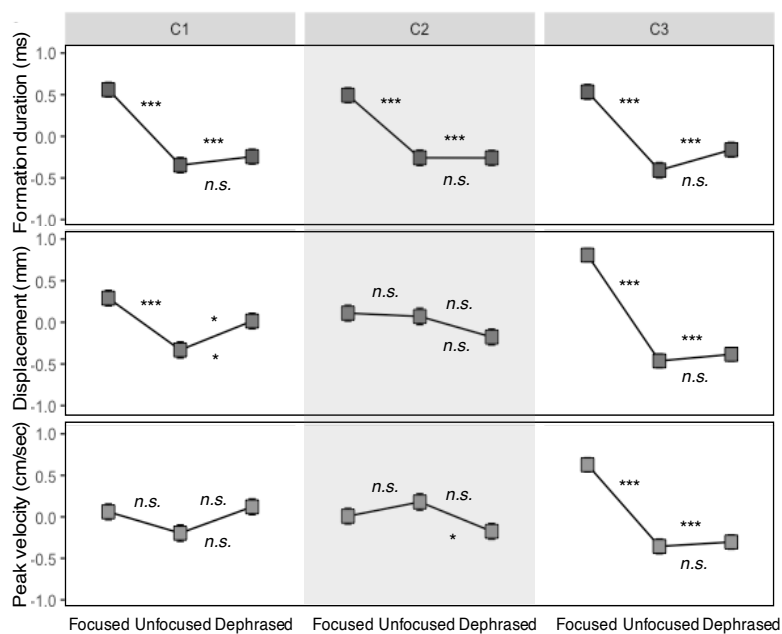 C1 C2 C3
Formation duration (ms)
1.0
0.5
0.0
-0.5
-1.0
*** *** n.s.
*** *** n.s.
*** *** n.s.
Displacement (mm)
1.0
0.5
0.0
-0.5
-1.0
*** * *
n.s. n.s. n.s.
*** *** n.s.
Peak velocity (cm/sec)
1.0
0.5
0.0
-0.5
-1.0
n.s. n.s. n.s.
n.s. n.s. *
*** *** n.s.
Focused Unfocused Dephrased Focused Unfocused Dephrased Focused Unfocused Dephrased